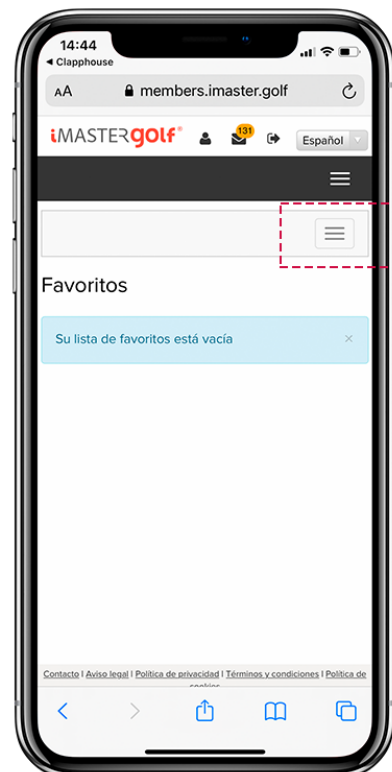 14:44
Clapphouse
AA members.imaster.golf
iMASTERgolf® 131 Español
Favoritos
Su lista de favoritos está vacía ×
Contacto | Aviso legal | Política de privacidad | Términos y condiciones | Política de
cookies